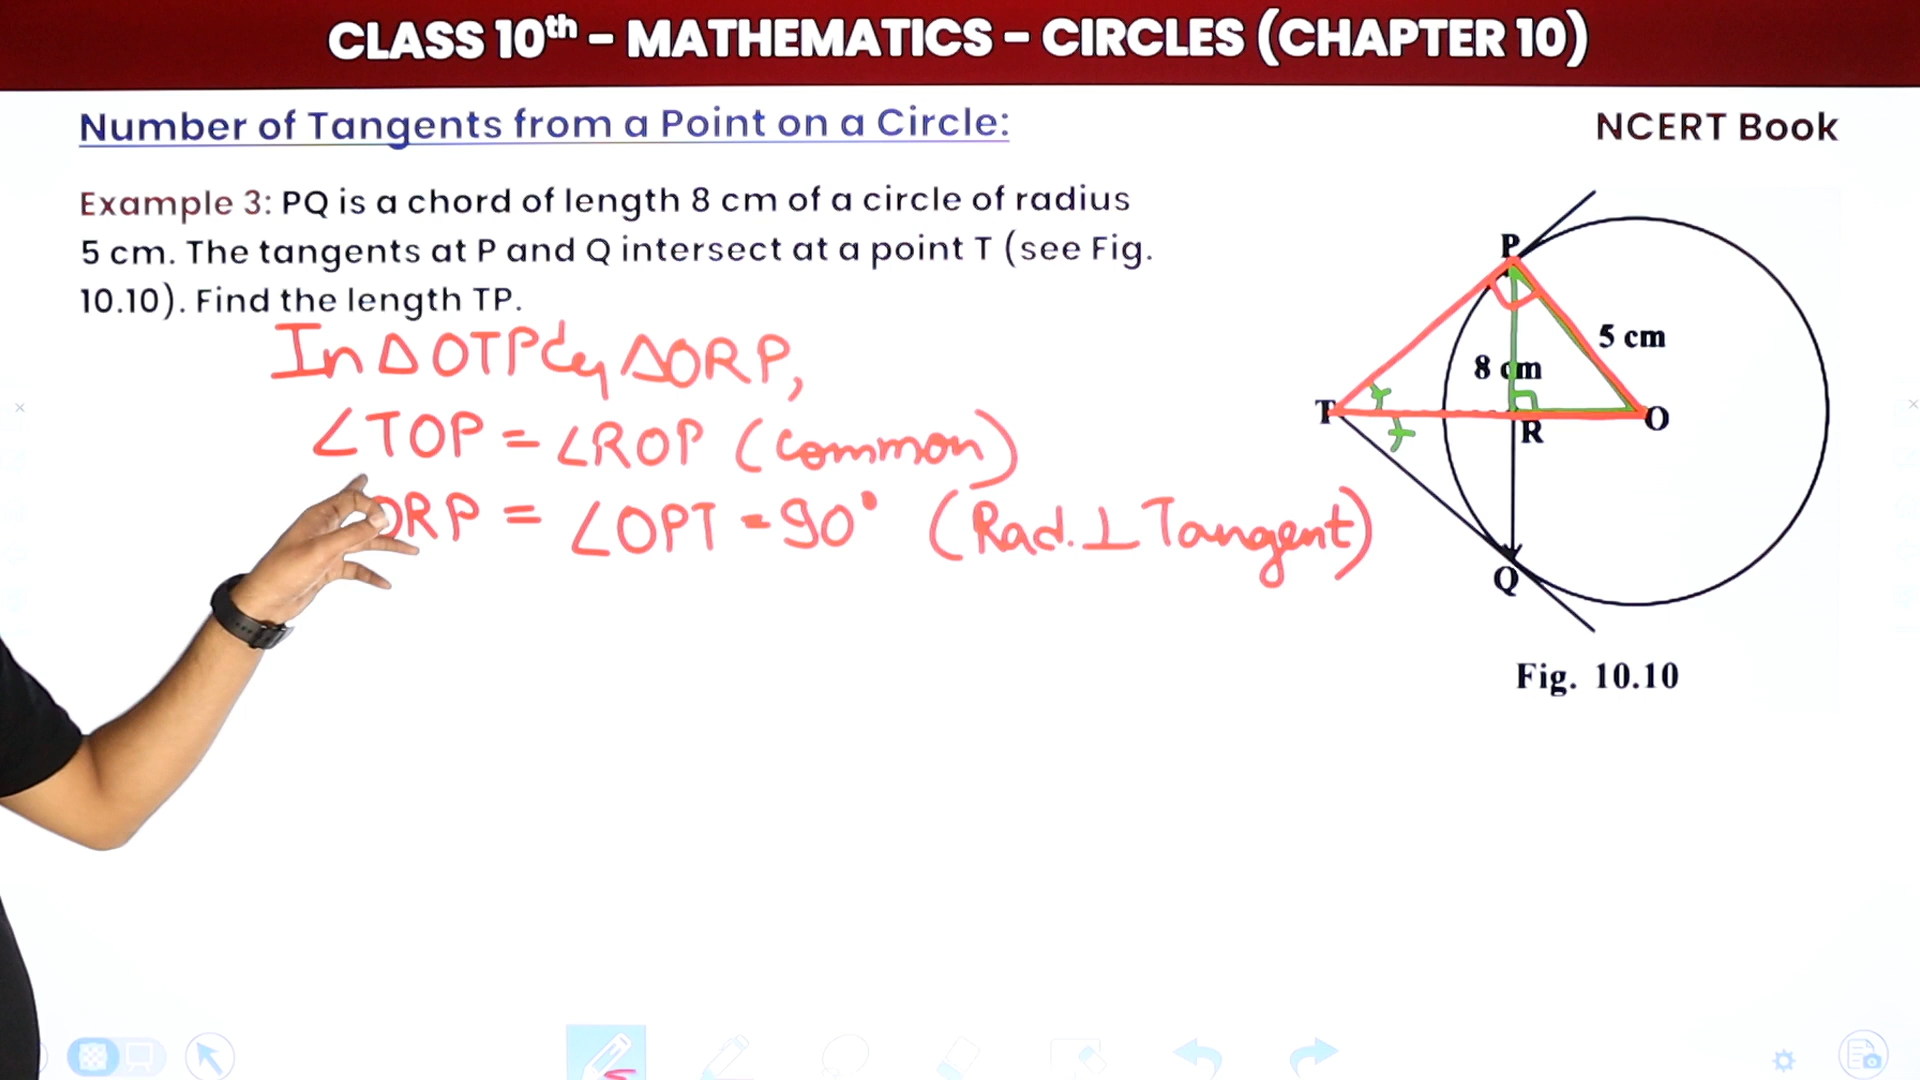 CLASS 10th - MATHEMATICS - CIRCLES (CHAPTER 10)
Number of Tangents from a Point on a Circle:
NCERT Book
Example 3: PQ is a chord of length 8 cm of a circle of radius
5 cm. The tangents at P and Q intersect at a point T (see Fig.
10.10). Find the length TP.
In Δ OTP & ΔORP,
∠TOP = ∠ROP (common)
ORP = ∠OPT = 90° (Rad. ⊥ Tangent)
P
5 cm
8 cm
T
R
O
Q
Fig. 10.10